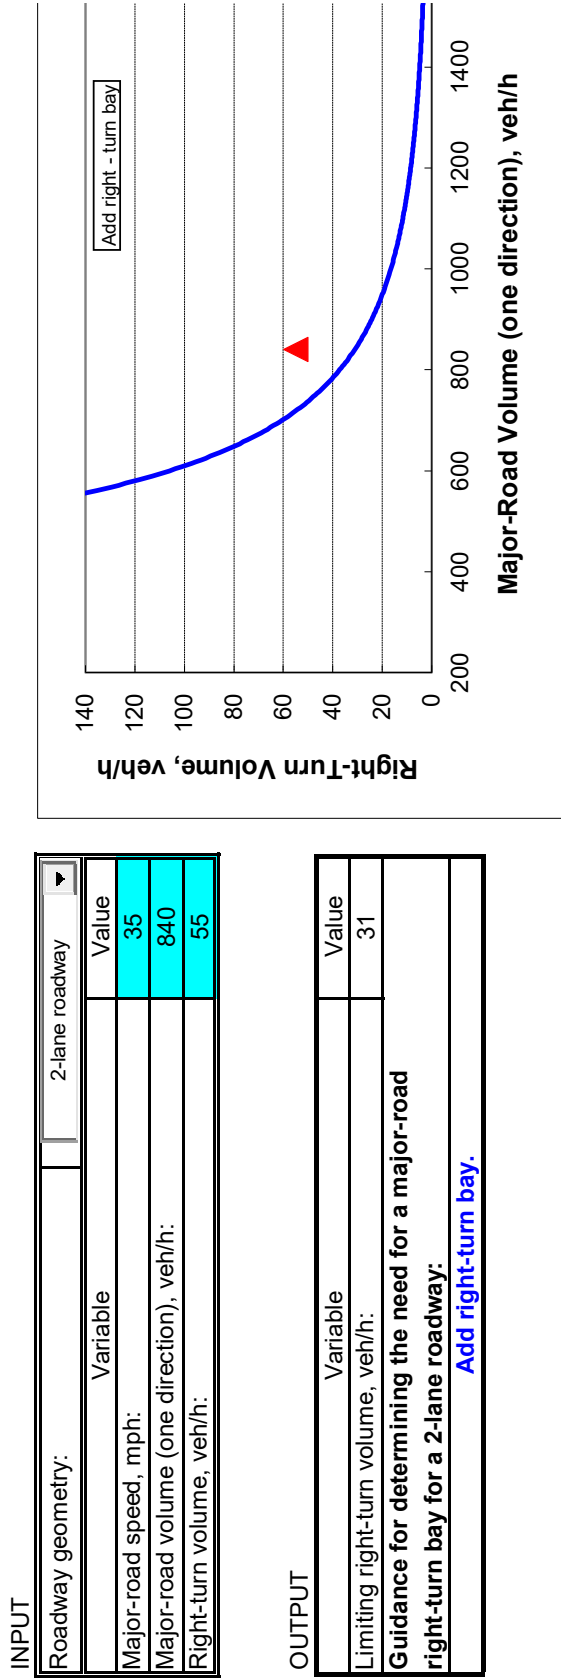 INPUT
Roadway geometry: 2-lane roadway
Variable Value
Major-road speed, mph: 35
Major-road volume (one direction), veh/h: 840
Right-turn volume, veh/h: 55
OUTPUT
Variable Value
Limiting right-turn volume, veh/h: 31
Guidance for determining the need for a major-road
right-turn bay for a 2-lane roadway:
Add right-turn bay.
Right-Turn Volume, veh/h
140
120
100
80
60
40
20
0
Add right - turn bay
200 400 600 800 1000 1200 1400
Major-Road Volume (one direction), veh/h